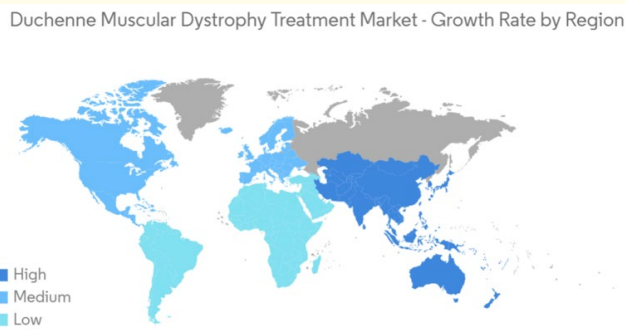 Duchenne Muscular Dystrophy Treatment Market - Growth Rate by Region
High
Medium
Low